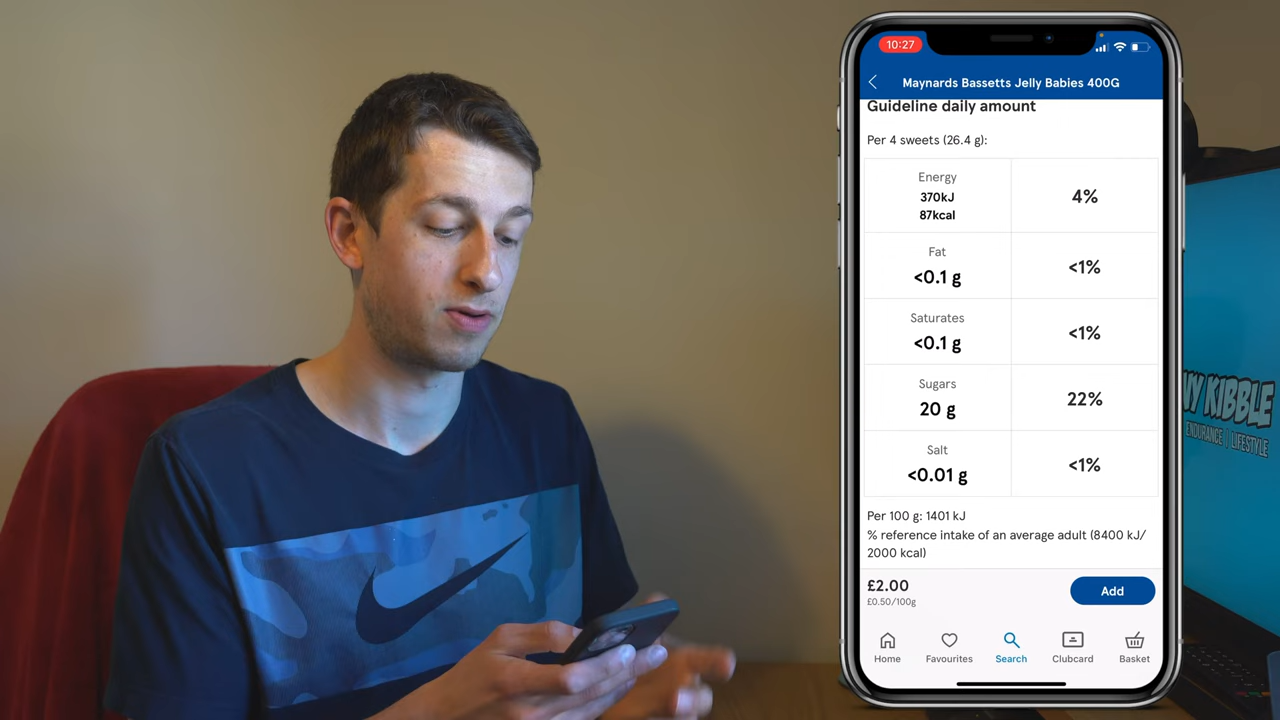 10:27
Maynards Bassetts Jelly Babies 400G
Guideline daily amount
Per 4 sweets (26.4 g):
Energy
370kJ
87kcal
4%
Fat
<0.1 g
<1%
Saturates
<0.1 g
<1%
Sugars
20 g
22%
Salt
<0.01 g
<1%
Per 100 g: 1401 kJ
% reference intake of an average adult (8400 kJ/
2000 kcal)
£2.00
£0.50/100g
Add
Home
Favourites
Search
Clubcard
Basket
KIBBLE
ENDURANCE | LIFESTYLE